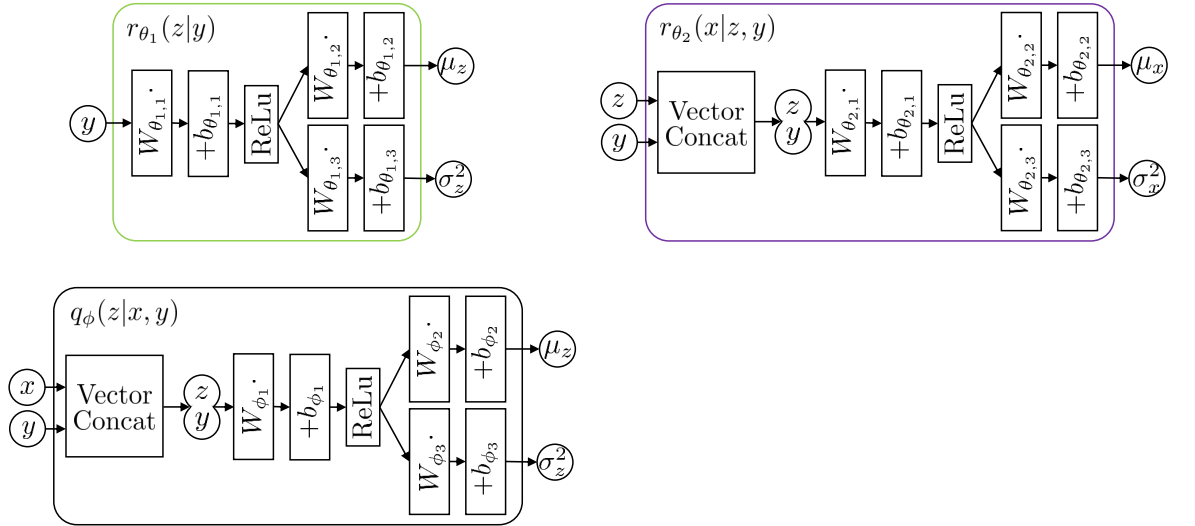 r_{θ_1}(z|y)
y
W_{θ_{1,1}}·
+b_{θ_{1,1}}
ReLu
W_{θ_{1,2}}·
+b_{θ_{1,2}}
μ_z
W_{θ_{1,3}}·
+b_{θ_{1,3}}
σ_z^2
r_{θ_2}(x|z, y)
z
y
Vector
Concat
z
y
W_{θ_{2,1}}·
+b_{θ_{2,1}}
ReLu
W_{θ_{2,2}}·
+b_{θ_{2,2}}
μ_x
W_{θ_{2,3}}·
+b_{θ_{2,3}}
σ_x^2
q_ϕ(z|x, y)
x
y
Vector
Concat
z
y
W_{ϕ_1}·
+b_{ϕ_1}
ReLu
W_{ϕ_2}·
+b_{ϕ_2}
μ_z
W_{ϕ_3}·
+b_{ϕ_3}
σ_z^2